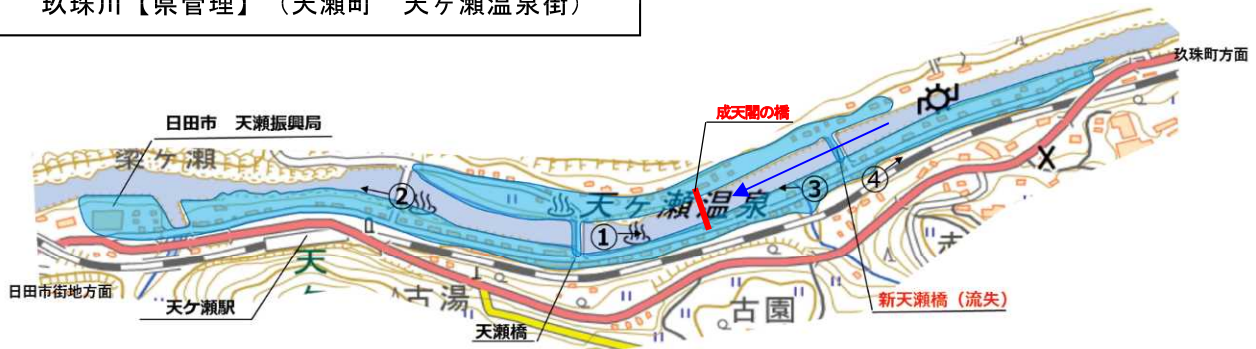 玖珠川【県管理】（天瀬町　天ヶ瀬温泉街）
玖珠町方面
成天閣の橋
日田市　天瀬振興局
梁ヶ瀬
④
③
②
天ヶ瀬温泉
①
天ケ
日田市街地方面
天ケ瀬駅
古湯
天瀬橋
古園
新天瀬橋（流失）